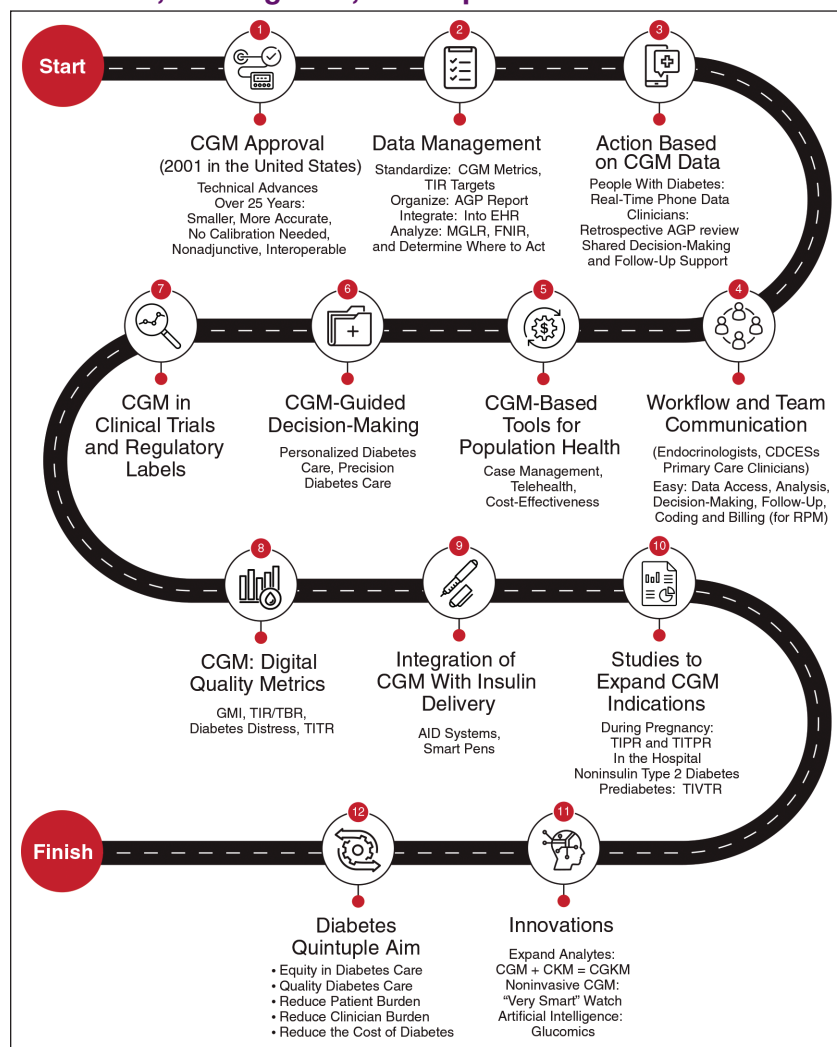 Start
1
CGM Approval
(2001 in the United States)
Technical Advances
Over 25 Years:
Smaller, More Accurate,
No Calibration Needed,
Nonadjunctive, Interoperable
2
Data Management
Standardize: CGM Metrics,
TIR Targets
Organize: AGP Report
Integrate: Into EHR
Analyze: MGLR, FNIR,
and Determine Where to Act
3
Action Based
on CGM Data
People With Diabetes:
Real-Time Phone Data
Clinicians:
Retrospective AGP review
Shared Decision-Making
and Follow-Up Support
4
Workflow and Team
Communication
(Endocrinologists, CDCESs
Primary Care Clinicians)
Easy: Data Access, Analysis,
Decision-Making, Follow-Up,
Coding and Billing (for RPM)
5
$
CGM-Based
Tools for
Population Health
Case Management,
Telehealth,
Cost-Effectiveness
6
CGM-Guided
Decision-Making
Personalized Diabetes
Care, Precision
Diabetes Care
7
CGM in
Clinical Trials
and Regulatory
Labels
8
CGM: Digital
Quality Metrics
GMI, TIR/TBR,
Diabetes Distress, TITR
9
Integration of
CGM With Insulin
Delivery
AID Systems,
Smart Pens
10
Studies to
Expand CGM
Indications
During Pregnancy:
TIPR and TITPR
In the Hospital
Noninsulin Type 2 Diabetes
Prediabetes: TIVTR
11
Innovations
Expand Analytes:
CGM + CKM = CGKM
Noninvasive CGM:
“Very Smart” Watch
Artificial Intelligence:
Glucomics
12
Diabetes
Quintuple Aim
• Equity in Diabetes Care
• Quality Diabetes Care
• Reduce Patient Burden
• Reduce Clinician Burden
• Reduce the Cost of Diabetes
Finish